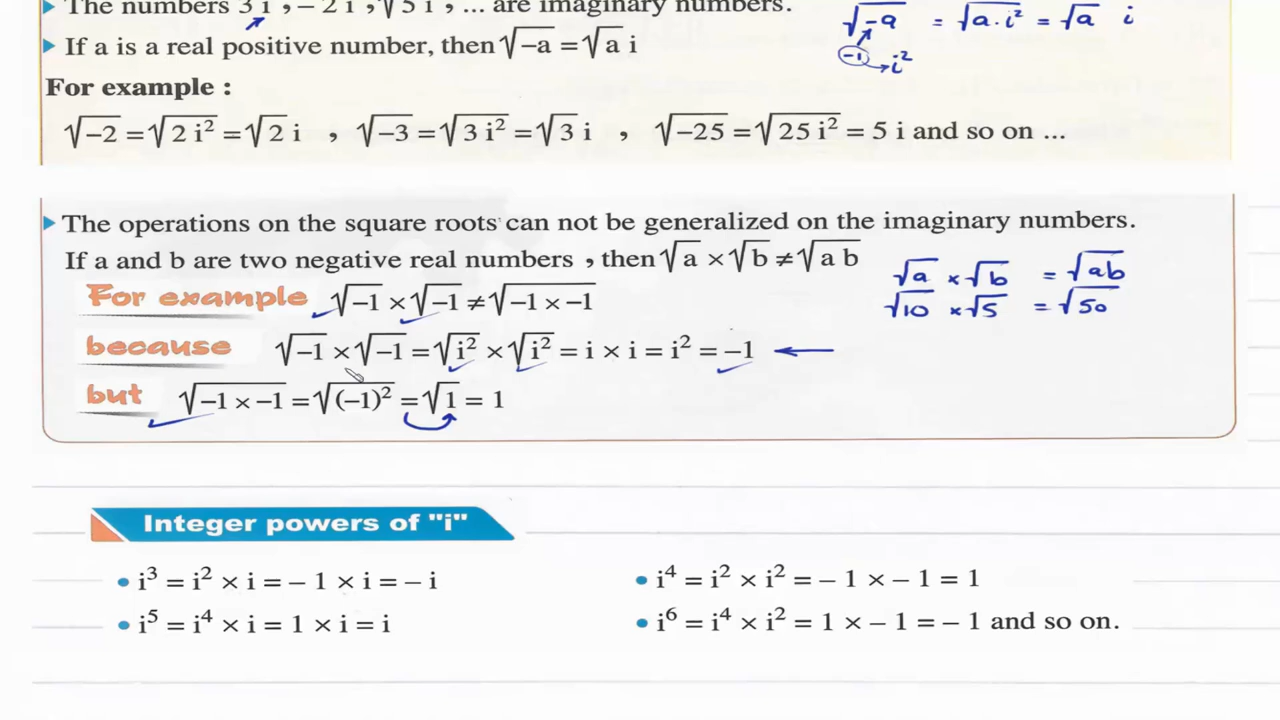 The numbers 3 i , − 2 i , √5 i , ... are imaginary numbers.
If a is a real positive number, then √−a = √a i
√−a = √a · i² = √a i
−1 → i²
For example :
√−2 = √2 i² = √2 i , √−3 = √3 i² = √3 i , √−25 = √25 i² = 5 i and so on ...
The operations on the square roots can not be generalized on the imaginary numbers.
If a and b are two negative real numbers , then √a × √b ≠ √a b
√a × √b = √ab
√10 × √5 = √50
For example √−1 × √−1 ≠ √−1 × −1
because √−1 × √−1 = √i² × √i² = i × i = i² = −1
but √−1 × −1 = √(−1)² = √1 = 1
Integer powers of "i"
• i³ = i² × i = − 1 × i = − i
• i⁴ = i² × i² = − 1 × − 1 = 1
• i⁵ = i⁴ × i = 1 × i = i
• i⁶ = i⁴ × i² = 1 × − 1 = − 1 and so on.